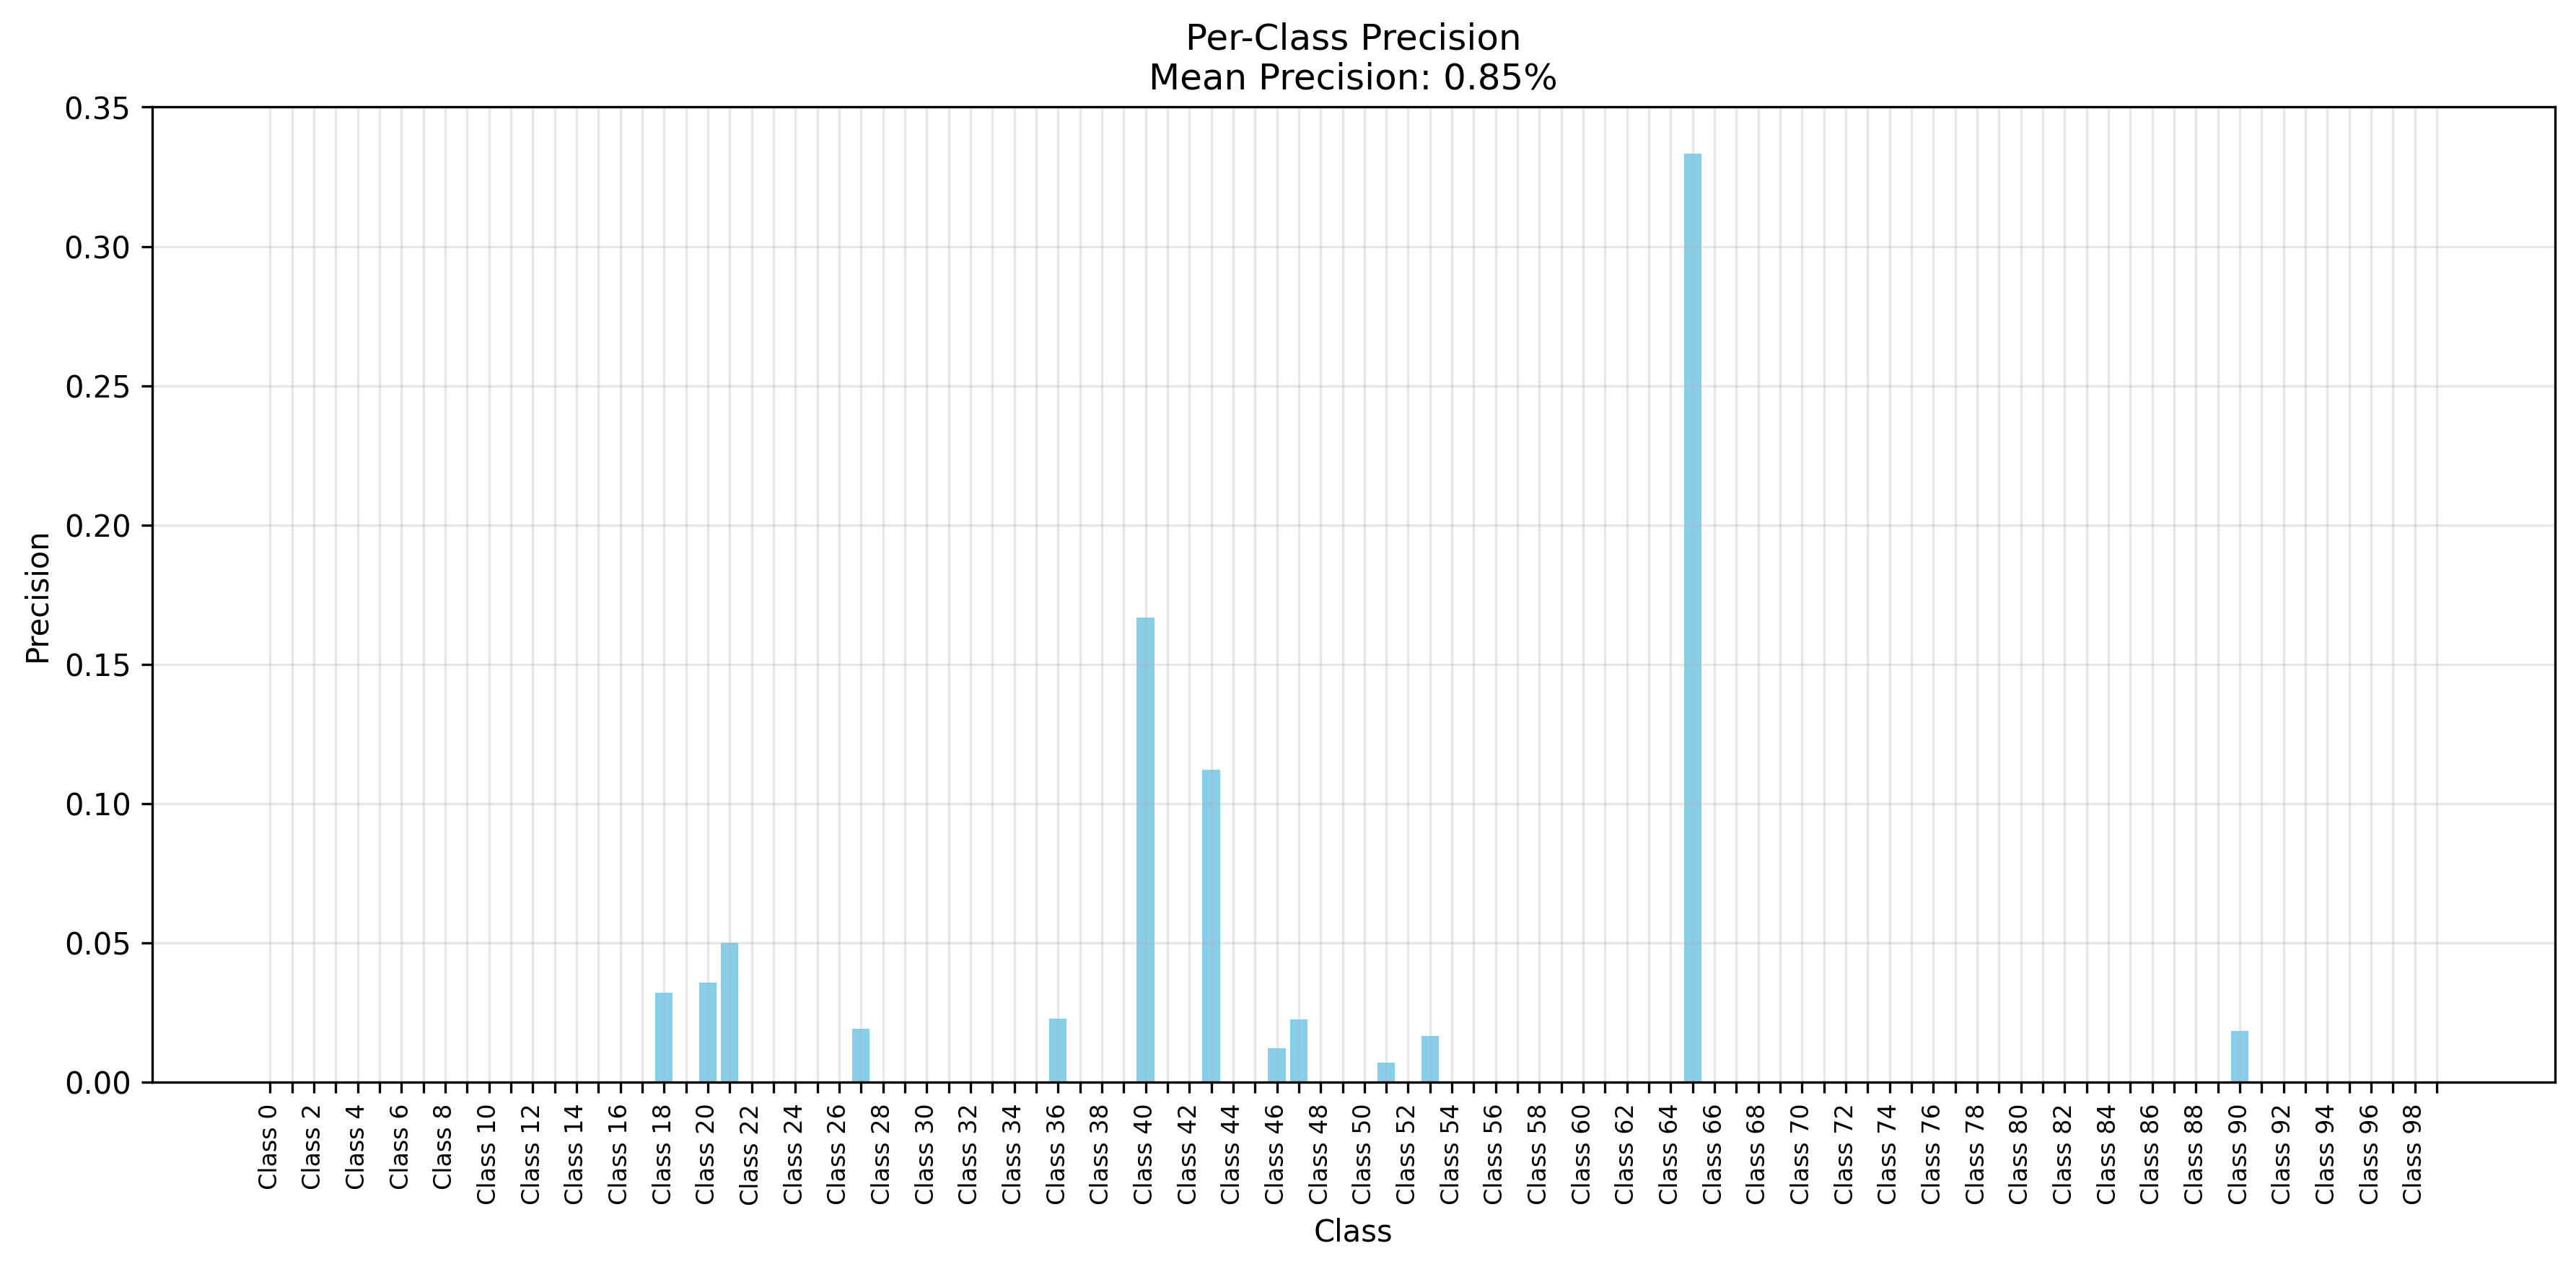 Per-Class Precision
Mean Precision: 0.85%
0.35
0.30
0.25
0.20
0.15
0.10
0.05
0.00
Precision
Class 0
Class 2
Class 4
Class 6
Class 8
Class 10
Class 12
Class 14
Class 16
Class 18
Class 20
Class 22
Class 24
Class 26
Class 28
Class 30
Class 32
Class 34
Class 36
Class 38
Class 40
Class 42
Class 44
Class 46
Class 48
Class 50
Class 52
Class 54
Class 56
Class 58
Class 60
Class 62
Class 64
Class 66
Class 68
Class 70
Class 72
Class 74
Class 76
Class 78
Class 80
Class 82
Class 84
Class 86
Class 88
Class 90
Class 92
Class 94
Class 96
Class 98
Class